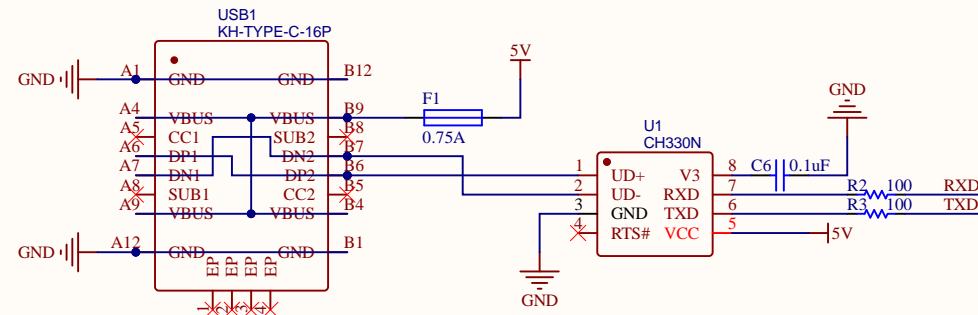 USB1
KH-TYPE-C-16P
GND A1 GND GND B12
A4 VBUS VBUS B9
A5 CC1 SUB2 B8
A6 DP1 DN2 B7
A7 DN1 DP2 B6
A8 SUB1 CC2 B5
A9 VBUS VBUS B4
GND A12 GND GND B1
EP EP EP EP
1 2 3 4
5V
F1
0.75A
GND
U1
CH330N
C6 0.1uF
1 UD+ V3 8
2 UD- RXD 7
3 GND TXD 6
4 RTS# VCC 5
5V
R2 100 RXD
R3 100 TXD
GND